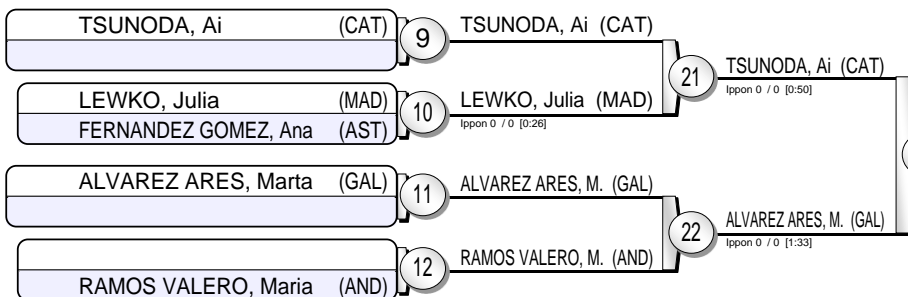 TSUNODA, Ai (CAT)
9
TSUNODA, Ai (CAT)
21
TSUNODA, Ai (CAT)
Ippon 0 / 0 [0:50]
LEWKO, Julia (MAD)
FERNANDEZ GOMEZ, Ana (AST)
10
LEWKO, Julia (MAD)
Ippon 0 / 0 [0:26]
ALVAREZ ARES, Marta (GAL)
11
ALVAREZ ARES, M. (GAL)
22
ALVAREZ ARES, M. (GAL)
Ippon 0 / 0 [1:33]
RAMOS VALERO, Maria (AND)
12
RAMOS VALERO, M. (AND)